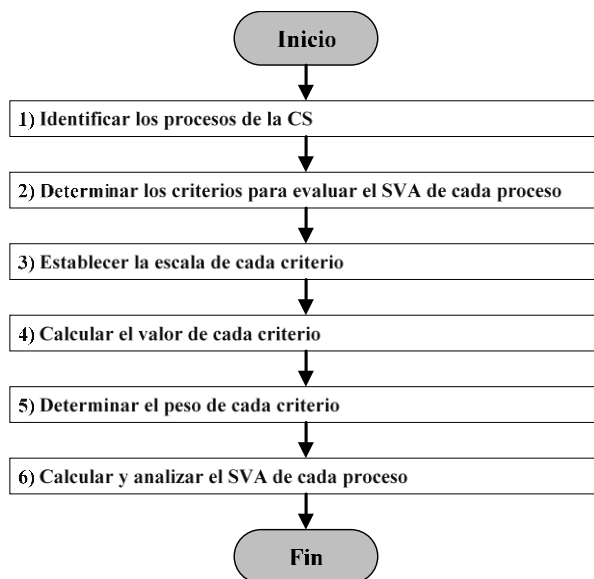 Inicio
1) Identificar los procesos de la CS
2) Determinar los criterios para evaluar el SVA de cada proceso
3) Establecer la escala de cada criterio
4) Calcular el valor de cada criterio
5) Determinar el peso de cada criterio
6) Calcular y analizar el SVA de cada proceso
Fin